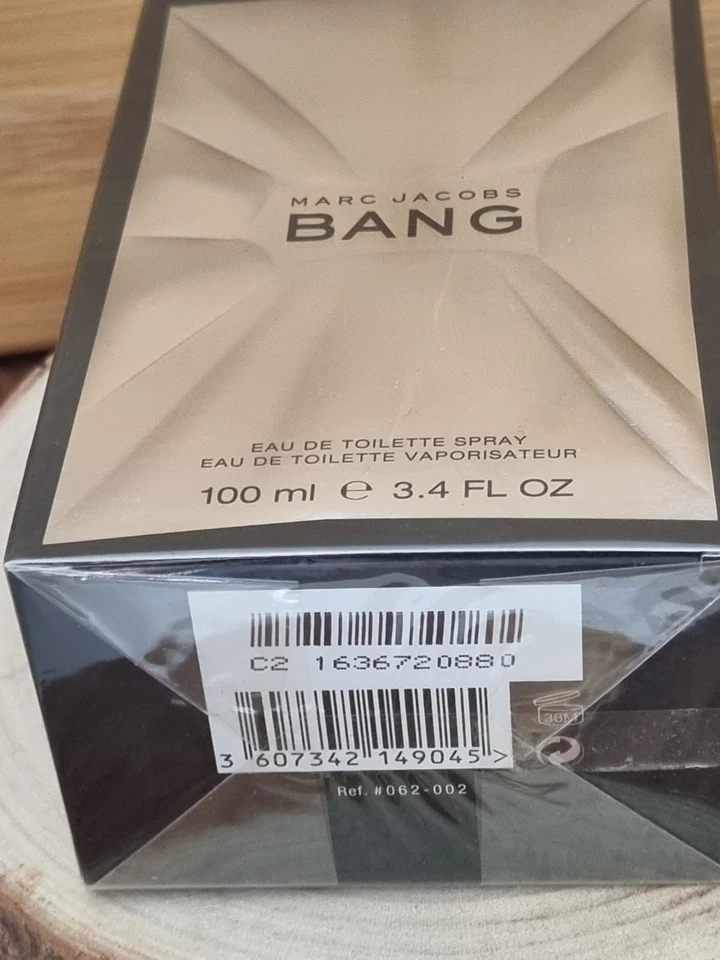 MARC JACOBS
BANG
EAU DE TOILETTE SPRAY
EAU DE TOILETTE VAPORISATEUR
100 ml ℮ 3.4 FL OZ
C2 1636720880
3 607342 149045 >
36M
Ref. #062-002